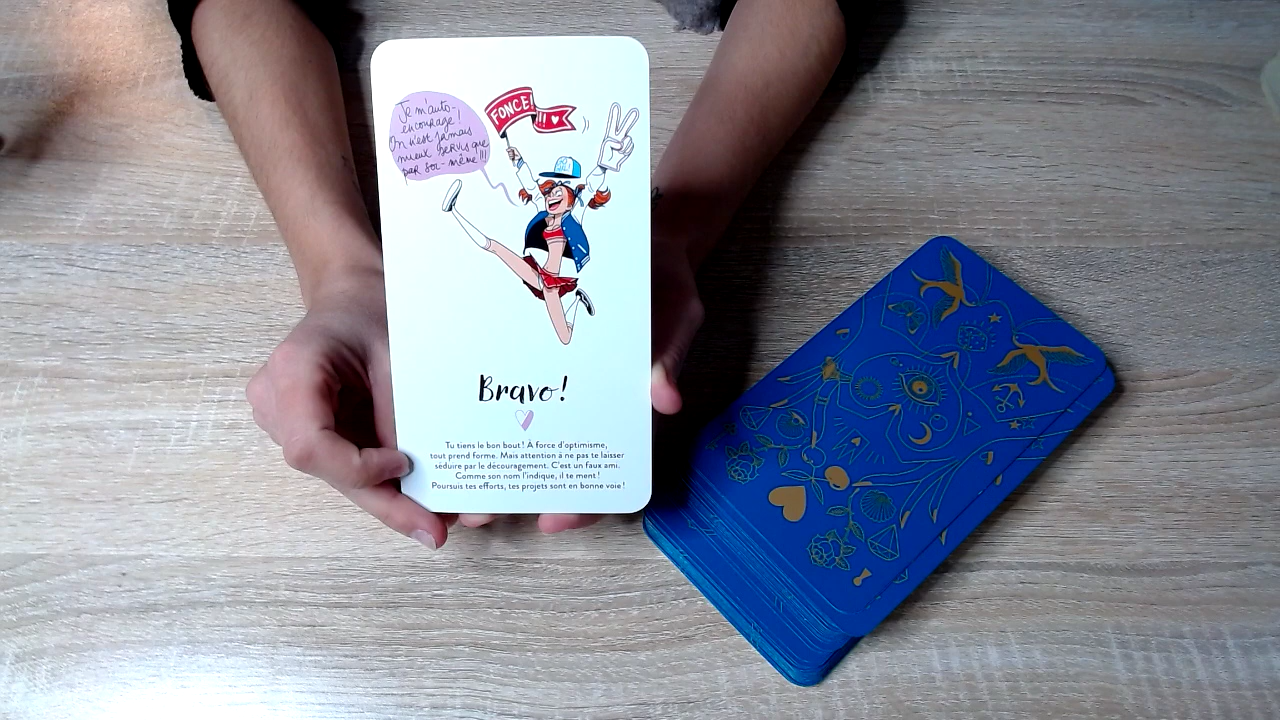 Je m'auto-
encourage!
On n'est jamais
mieux servis que
par soi-même!!!
FONCE!
!!
Bravo!
Tu tiens le bon bout! À force d'optimisme,
tout prend forme. Mais attention à ne pas te laisser
séduire par le découragement. C'est un faux ami.
Comme son nom l'indique, il te ment!
Poursuis tes efforts, tes projets sont en bonne voie!